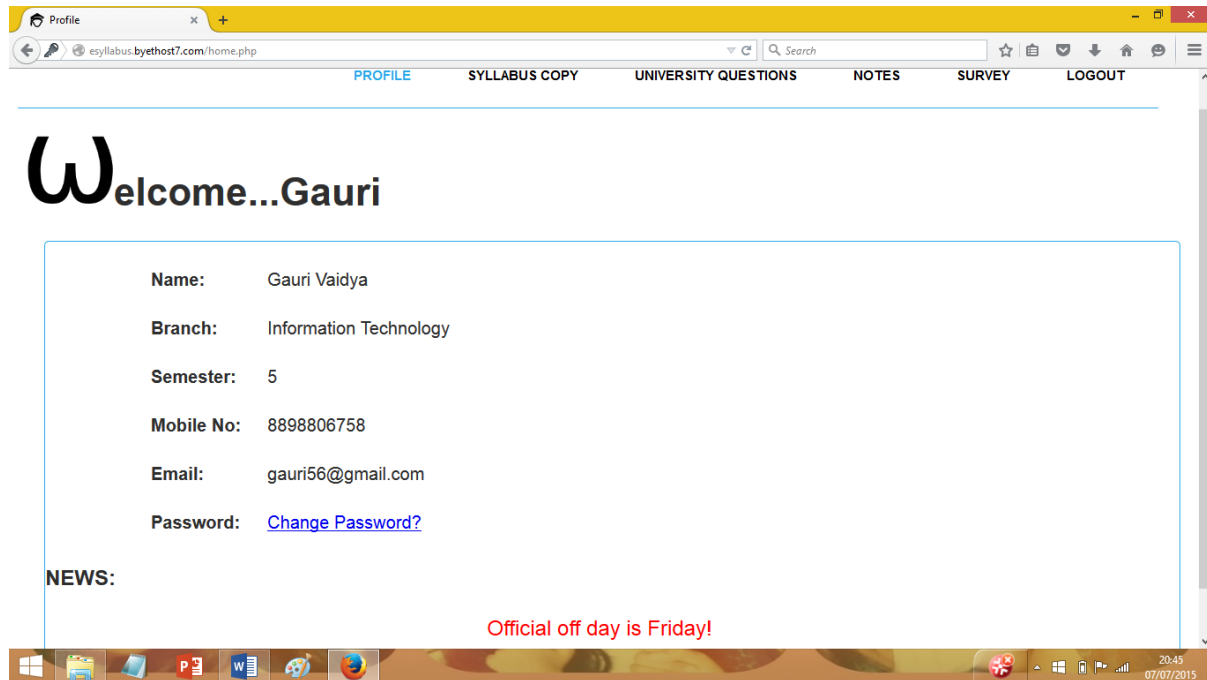 Profile × +
esyllabus.byethost7.com/home.php Search
PROFILE SYLLABUS COPY UNIVERSITY QUESTIONS NOTES SURVEY LOGOUT
Welcome...Gauri
Name: Gauri Vaidya
Branch: Information Technology
Semester: 5
Mobile No: 8898806758
Email: gauri56@gmail.com
Password: Change Password?
NEWS:
Official off day is Friday!
20:45
07/07/2015